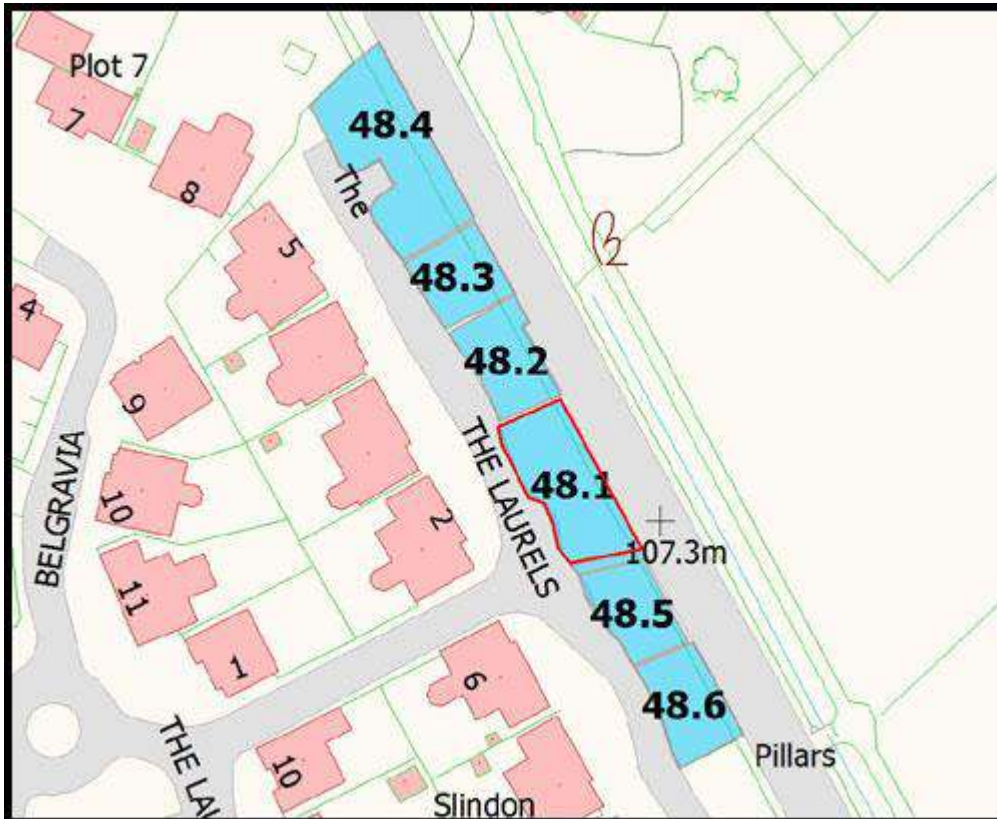 Plot 7
7
8
48.4
The
5
48.3
4
48.2
9
THE LAURELS
48.1
BELGRAVIA
10
2
107.3m
11
48.5
1
6
48.6
THE LAU
10
Pillars
Slindon